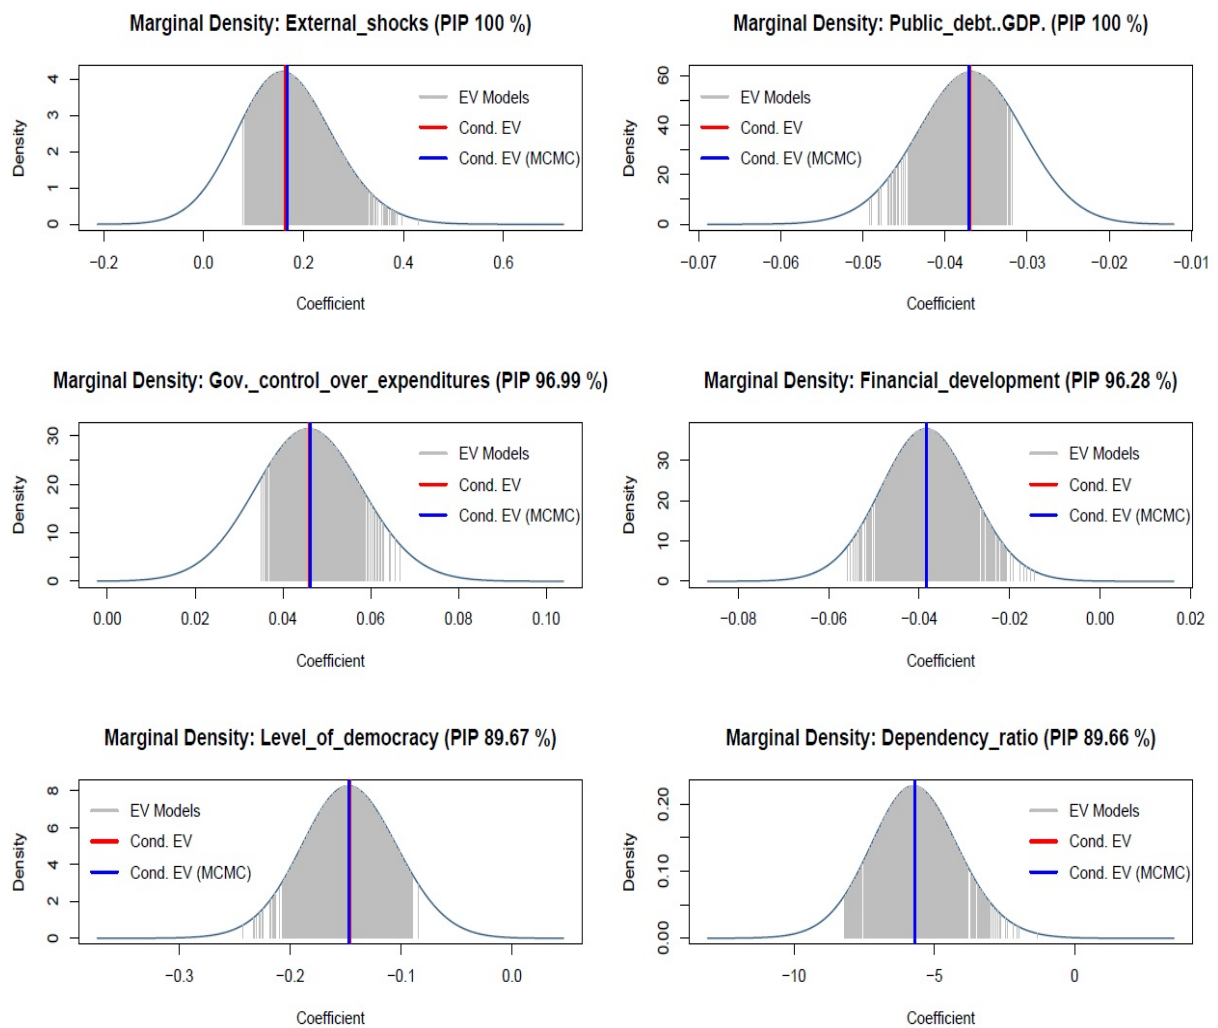 Marginal Density: External_shocks (PIP 100 %)
Density
0
1
2
3
4
EV Models
Cond. EV
Cond. EV (MCMC)
−0.2 0.0 0.2 0.4 0.6
Coefficient
Marginal Density: Public_debt..GDP. (PIP 100 %)
Density
0
20
40
60
EV Models
Cond. EV
Cond. EV (MCMC)
−0.07 −0.06 −0.05 −0.04 −0.03 −0.02 −0.01
Coefficient
Marginal Density: Gov._control_over_expenditures (PIP 96.99 %)
Density
0
10
20
30
EV Models
Cond. EV
Cond. EV (MCMC)
0.00 0.02 0.04 0.06 0.08 0.10
Coefficient
Marginal Density: Financial_development (PIP 96.28 %)
Density
0
10
20
30
EV Models
Cond. EV
Cond. EV (MCMC)
−0.08 −0.06 −0.04 −0.02 0.00 0.02
Coefficient
Marginal Density: Level_of_democracy (PIP 89.67 %)
Density
0
2
4
6
8
EV Models
Cond. EV
Cond. EV (MCMC)
−0.3 −0.2 −0.1 0.0
Coefficient
Marginal Density: Dependency_ratio (PIP 89.66 %)
Density
0.00
0.10
0.20
EV Models
Cond. EV
Cond. EV (MCMC)
−10 −5 0
Coefficient